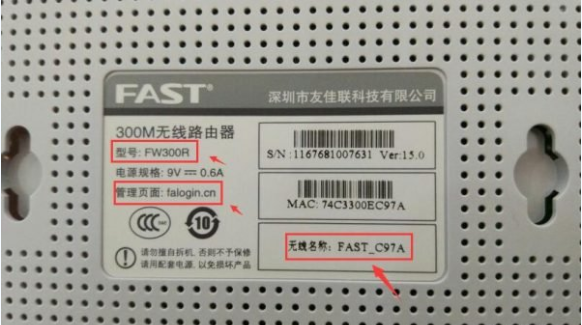 FAST® 深圳市友佳联科技有限公司
300M无线路由器
型号: FW300R
电源规格: 9V ⎓ 0.6A
管理页面: falogin.cn
CCC 10
请勿擅自拆机, 否则不予保修
请用配套电源, 以免损坏产品
S/N :1167681007631 Ver:15.0
MAC: 74C3300EC97A
无线名称: FAST_C97A